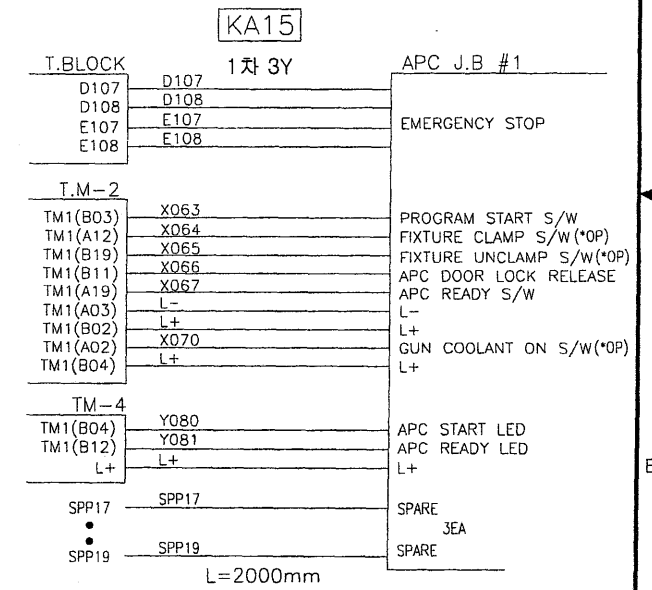 KA15
T.BLOCK 1차 3Y APC J.B #1
D107 D107
D108 D108
E107 E107 EMERGENCY STOP
E108 E108
T.M-2
TM1(B03) X063 PROGRAM START S/W
TM1(A12) X064 FIXTURE CLAMP S/W(*OP)
TM1(B19) X065 FIXTURE UNCLAMP S/W(*OP)
TM1(B11) X066 APC DOOR LOCK RELEASE
TM1(A19) X067 APC READY S/W
TM1(A03) L- L-
TM1(B02) L+ L+
TM1(A02) X070 GUN COOLANT ON S/W(*OP)
TM1(B04) L+ L+
TM-4
TM1(B04) Y080 APC START LED
TM1(B12) Y081 APC READY LED
L+ L+ L+
SPP17 SPP17 SPARE
3EA
SPP19 SPP19 SPARE
L=2000mm
E